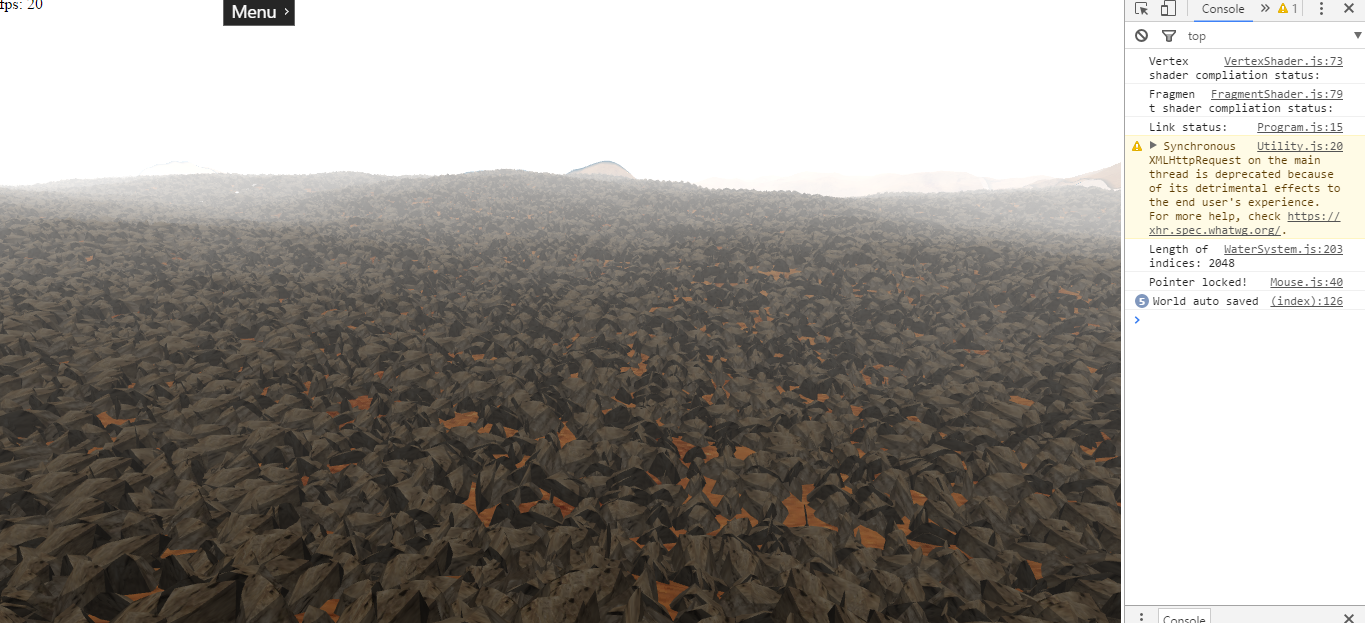 fps: 20
Menu ›
Console
1
top
Vertex VertexShader.js:73
shader compliation status:
Fragmen FragmentShader.js:79
t shader compliation status:
Link status: Program.js:15
Synchronous Utility.js:20
XMLHttpRequest on the main
thread is deprecated because
of its detrimental effects to
the end user's experience.
For more help, check https://
xhr.spec.whatwg.org/.
Length of WaterSystem.js:203
indices: 2048
Pointer locked! Mouse.js:40
5 World auto saved (index):126
Console